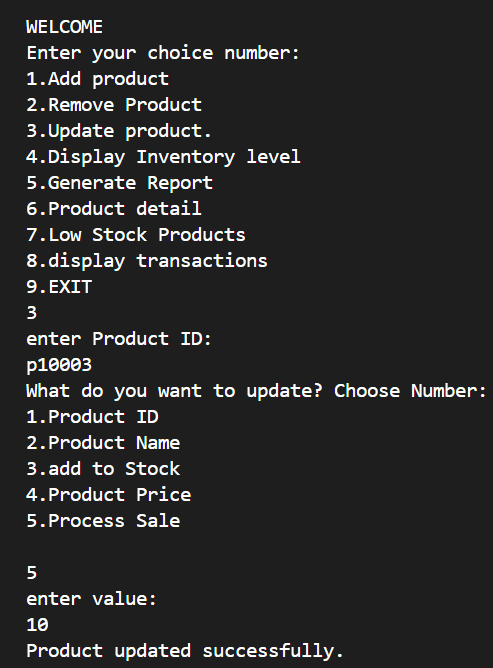 WELCOME
Enter your choice number:
1.Add product
2.Remove Product
3.Update product.
4.Display Inventory level
5.Generate Report
6.Product detail
7.Low Stock Products
8.display transactions
9.EXIT
3
enter Product ID:
p10003
What do you want to update? Choose Number:
1.Product ID
2.Product Name
3.add to Stock
4.Product Price
5.Process Sale
5
enter value:
10
Product updated successfully.